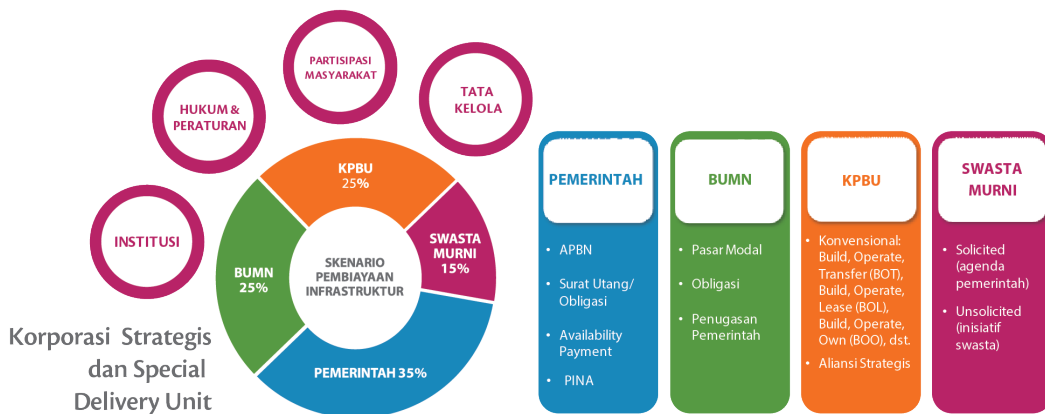 PARTISIPASI
MASYARAKAT
TATA
KELOLA
HUKUM &
PERATURAN
INSTITUSI
KPBU
25%
SWASTA
MURNI
15%
BUMN
25%
PEMERINTAH 35%
SKENARIO
PEMBIAYAAN
INFRASTRUKTUR
Korporasi Strategis
dan Special
Delivery Unit
PEMERINTAH
• APBN
• Surat Utang/
Obligasi
• Availability
Payment
• PINA
BUMN
• Pasar Modal
• Obligasi
• Penugasan
Pemerintah
KPBU
• Konvensional:
Build, Operate,
Transfer (BOT),
Build, Operate,
Lease (BOL),
Build, Operate,
Own (BOO), dst.
• Aliansi Strategis
SWASTA
MURNI
• Solicited
(agenda
pemerintah)
• Unsolicited
(inisiatif
swasta)